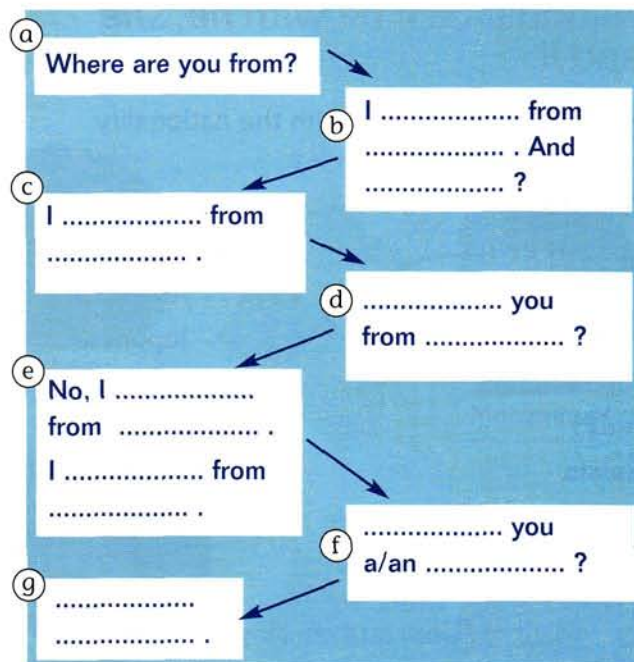 a
Where are you from?
b
I .................... from
.................... . And
.................... ?
c
I .................... from
.................... .
d
.................... you
from .................... ?
e
No, I ....................
from .................... .
I .................... from
.................... .
f
.................... you
a/an .................... ?
g
....................
.................... .